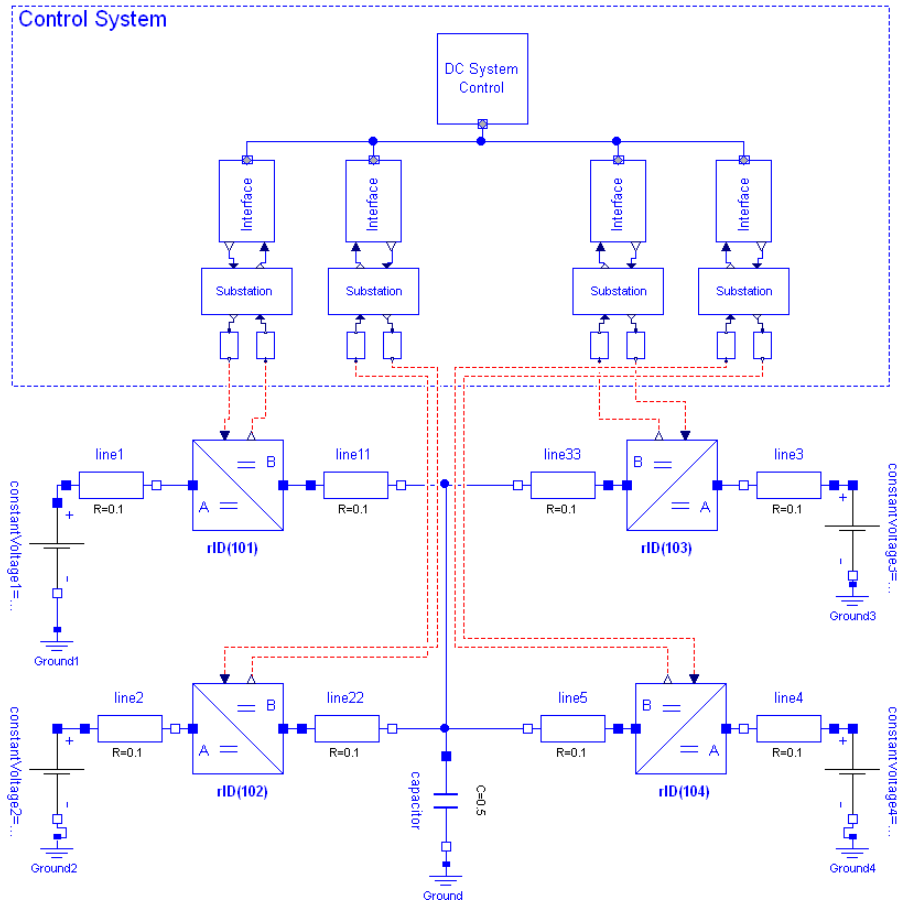 Control System
DC System
Control
Interface
Interface
Interface
Interface
Substation
Substation
Substation
Substation
line1
R=0.1
A
B
rID(101)
line11
R=0.1
line33
R=0.1
B
A
rID(103)
line3
R=0.1
constantVoltage1=...
+
-
Ground1
constantVoltage3=...
+
-
Ground3
line2
R=0.1
A
B
rID(102)
line22
R=0.1
line5
R=0.1
B
A
rID(104)
line4
R=0.1
constantVoltage2=...
+
-
Ground2
capacitor
C=0.5
Ground
constantVoltage4=...
+
-
Ground4